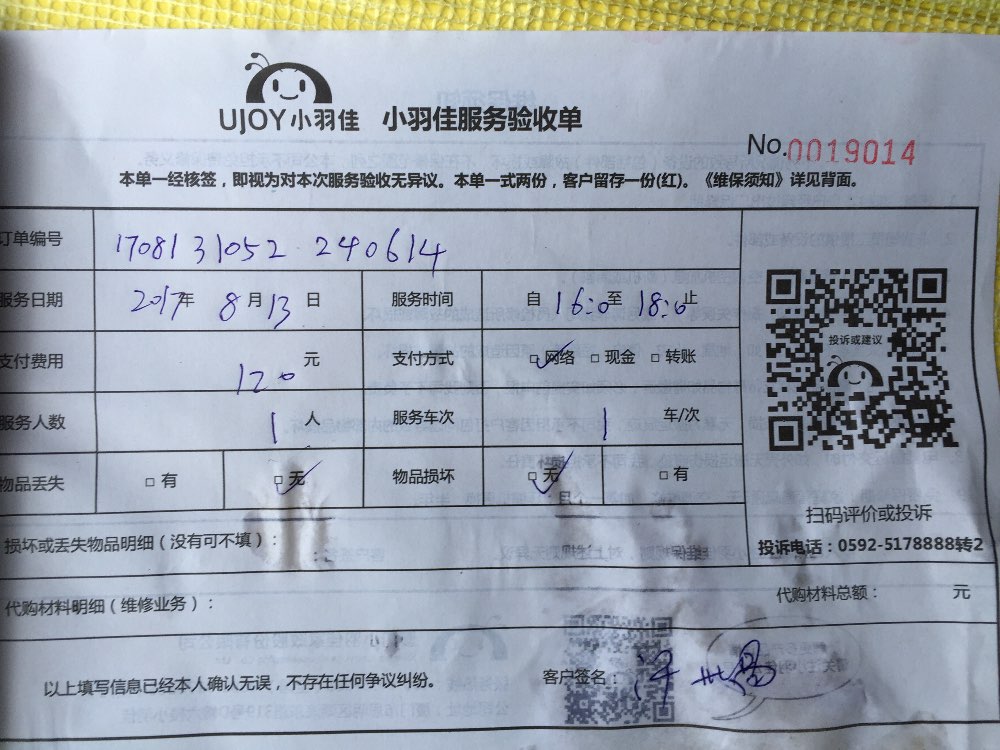 UJOY小羽佳 小羽佳服务验收单
No.0019014
本单一经核签，即视为对本次服务验收无异议。本单一式两份，客户留存一份(红)。《维保须知》详见背面。
订单编号 1708131052 240614
服务日期 2017年 8月13日 服务时间 自16:0至18:0止
支付费用 120元 支付方式 网络 现金 转账
服务人数 1人 服务车次 1车/次
物品丢失 有 无 物品损坏 无 有
投诉或建议
扫码评价或投诉
投诉电话：0592-5178888转2
损坏或丢失物品明细（没有可不填）：
代购材料明细（维修业务）： 代购材料总额： 元
以上填写信息已经本人确认无误，不存在任何争议纠纷。 客户签名：